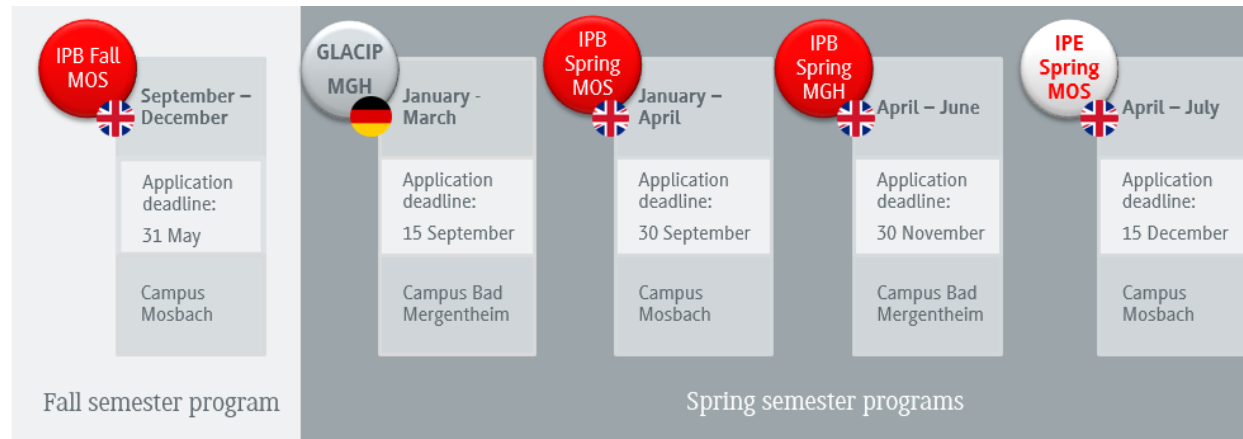 IPB Fall
MOS
September –
December
Application
deadline:
31 May
Campus
Mosbach
Fall semester program
GLACIP
MGH
January -
March
Application
deadline:
15 September
Campus Bad
Mergentheim
IPB
Spring
MOS
January –
April
Application
deadline:
30 September
Campus
Mosbach
IPB
Spring
MGH
April – June
Application
deadline:
30 November
Campus Bad
Mergentheim
IPE
Spring
MOS
April – July
Application
deadline:
15 December
Campus
Mosbach
Spring semester programs